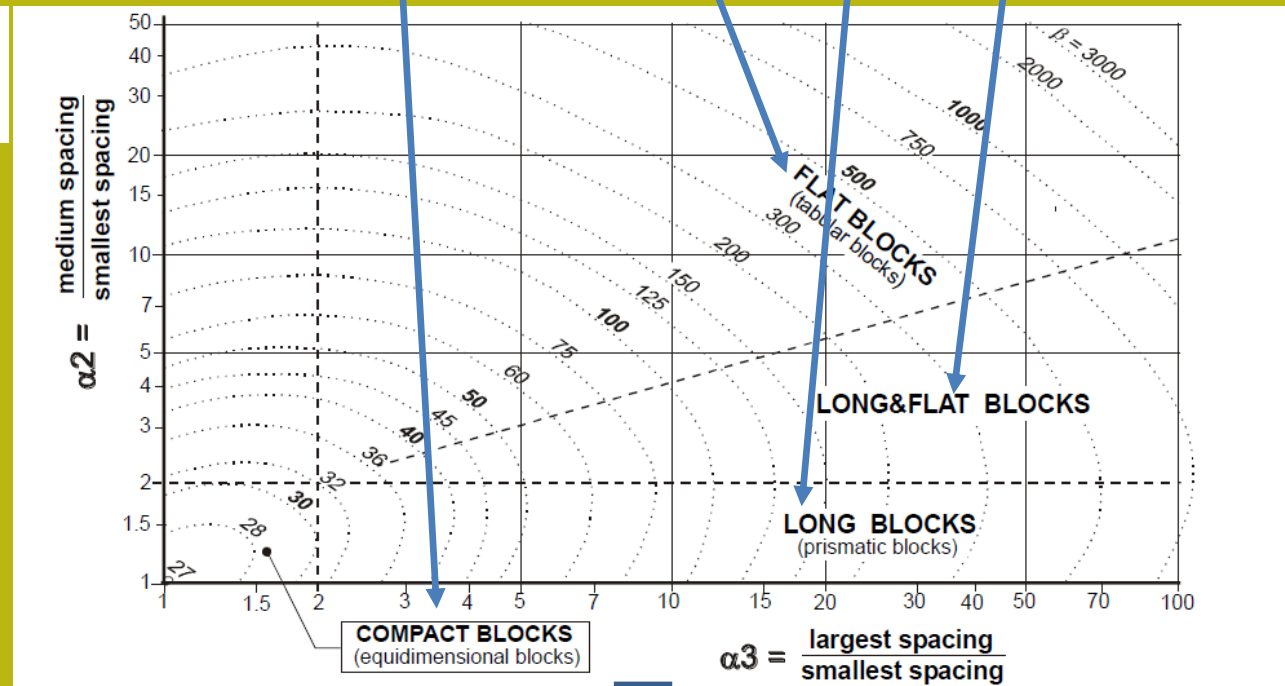 50
40
30
20
15
10
7
5
4
3
2
1.5
1
α2 =
medium spacing
smallest spacing
β = 3000
2000
1000
750
500
300
200
150
125
100
75
60
50
45
40
36
32
30
28
27
FLAT BLOCKS
(tabular blocks)
LONG&FLAT BLOCKS
LONG BLOCKS
(prismatic blocks)
1 1.5 2 3 4 5 7 10 15 20 30 40 50 70 100
COMPACT BLOCKS
(equidimensional blocks)
α3 =
largest spacing
smallest spacing